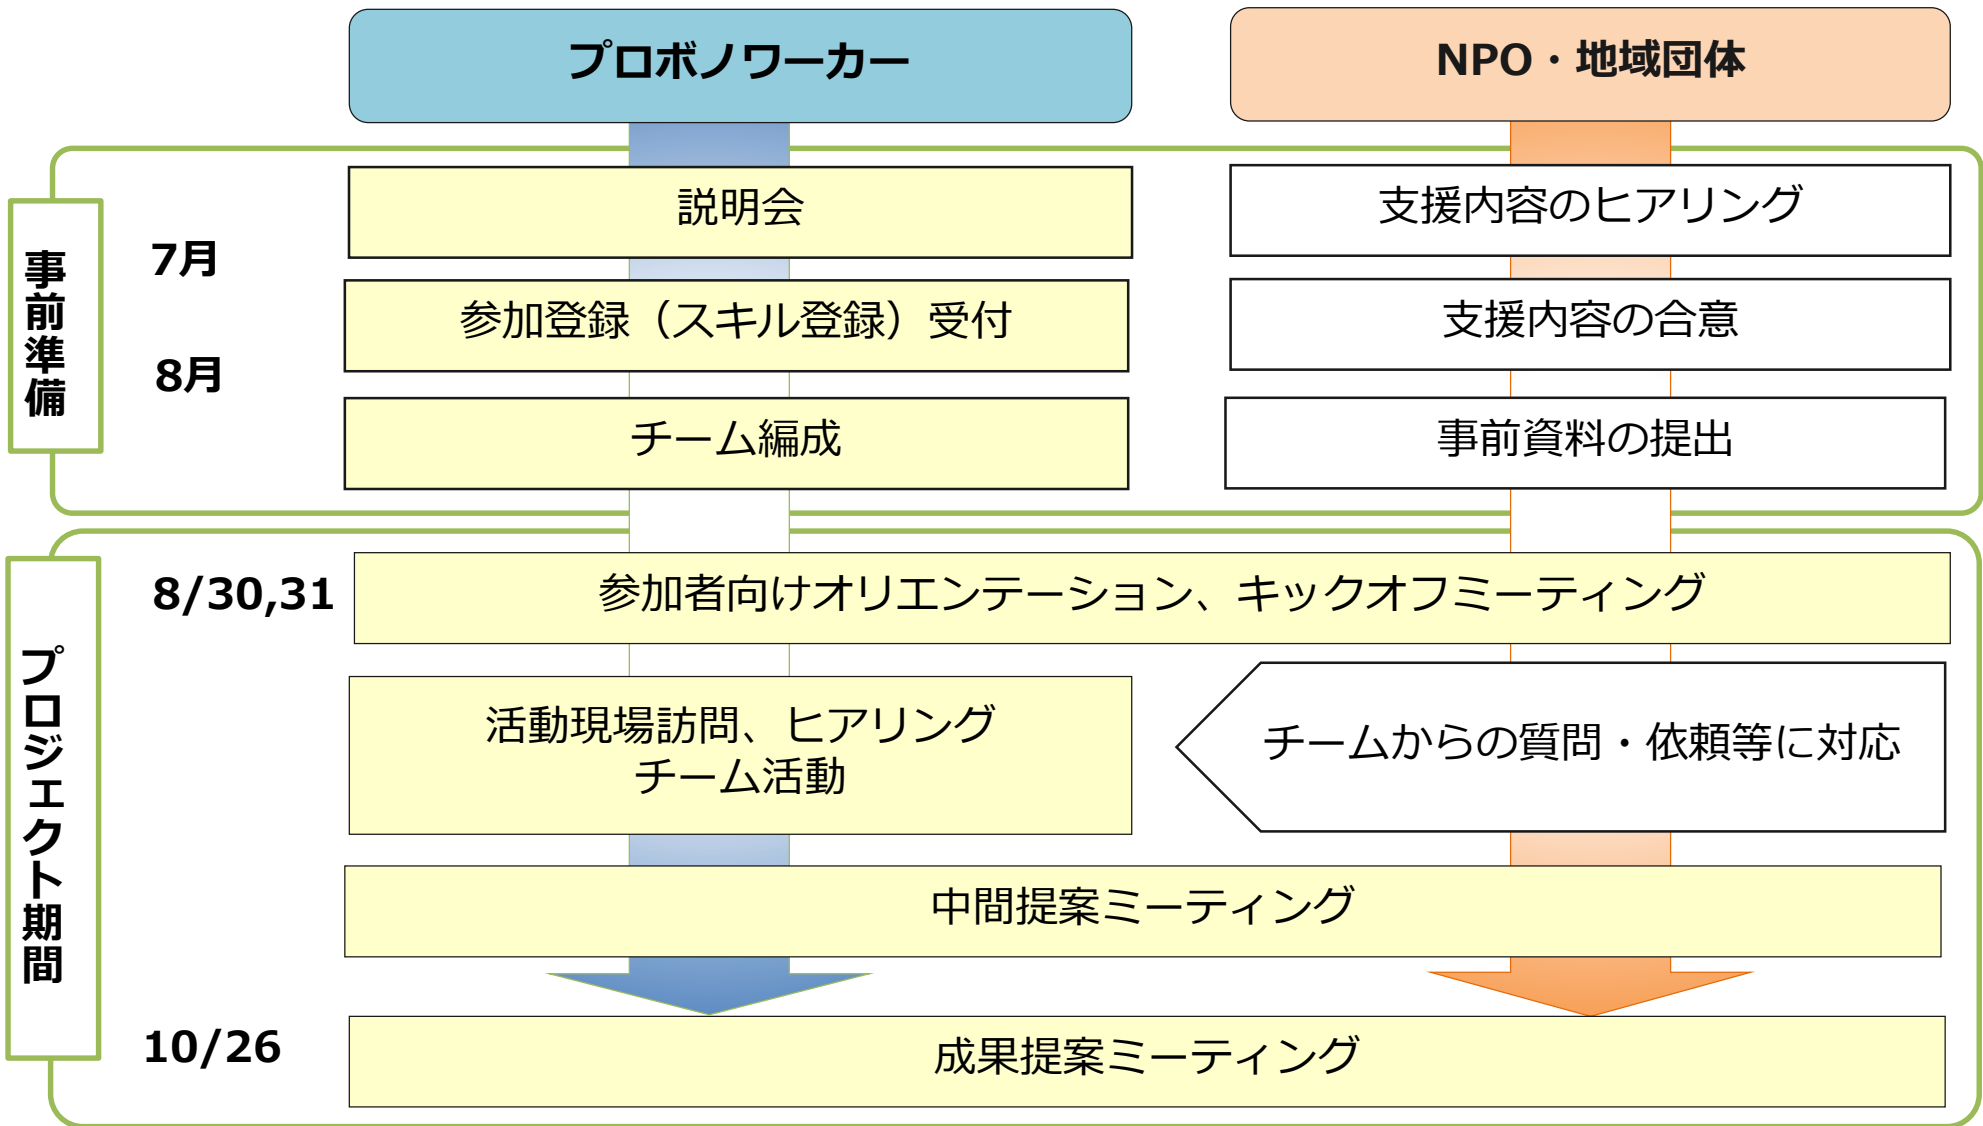 プロボノワーカー
NPO・地域団体
事前準備
7月
説明会
支援内容のヒアリング
参加登録（スキル登録）受付
支援内容の合意
8月
チーム編成
事前資料の提出
プロジェクト期間
8/30,31
参加者向けオリエンテーション、キックオフミーティング
活動現場訪問、ヒアリング
チーム活動
チームからの質問・依頼等に対応
中間提案ミーティング
10/26
成果提案ミーティング